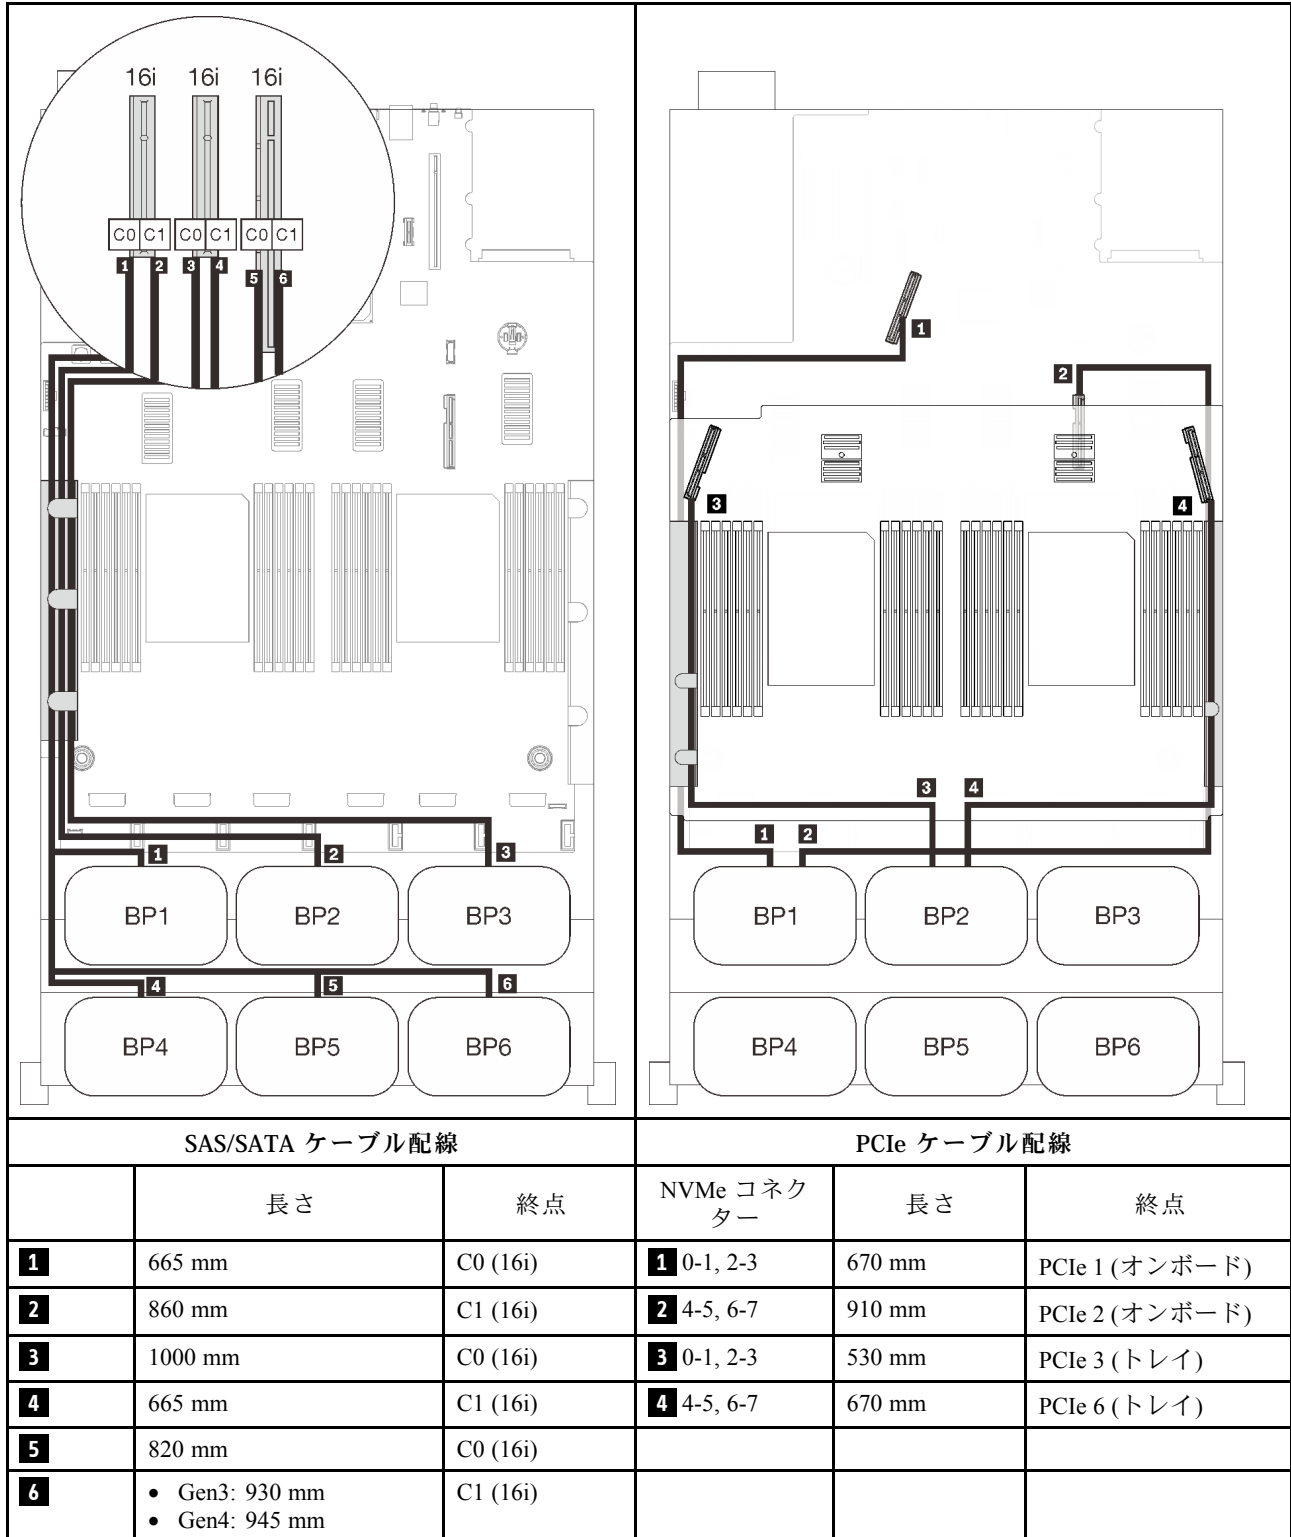 16i 16i 16i
C0 C1 C0 C1 C0 C1
1 2 3 4 5 6
1 2 3
BP1 BP2 BP3
4 5 6
BP4 BP5 BP6
1
2
3 4
3 4
1 2
BP1 BP2 BP3
BP4 BP5 BP6
SAS/SATA ケーブル配線 PCIe ケーブル配線
長さ 終点 NVMe コネク
ター 長さ 終点
1 665 mm C0 (16i) 1 0-1, 2-3 670 mm PCIe 1 (オンボード)
2 860 mm C1 (16i) 2 4-5, 6-7 910 mm PCIe 2 (オンボード)
3 1000 mm C0 (16i) 3 0-1, 2-3 530 mm PCIe 3 (トレイ)
4 665 mm C1 (16i) 4 4-5, 6-7 670 mm PCIe 6 (トレイ)
5 820 mm C0 (16i)
6 • Gen3: 930 mm C1 (16i)
• Gen4: 945 mm